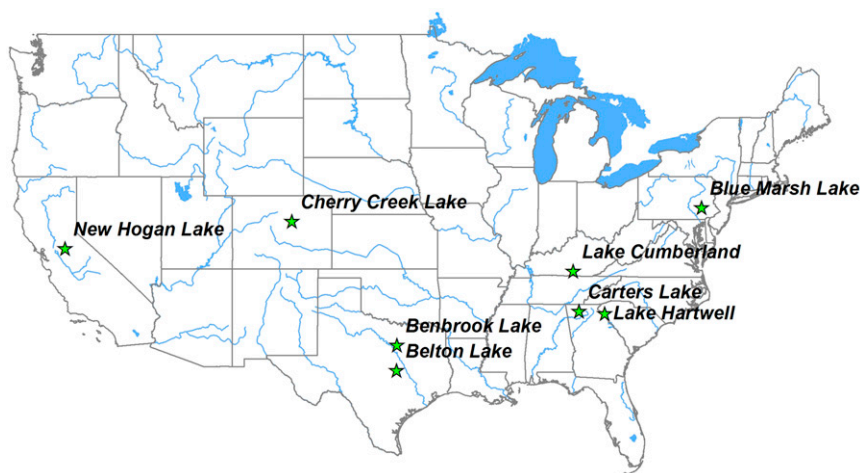 Blue Marsh Lake
Cherry Creek Lake
New Hogan Lake
Lake Cumberland
Carters Lake
Lake Hartwell
Benbrook Lake
Belton Lake